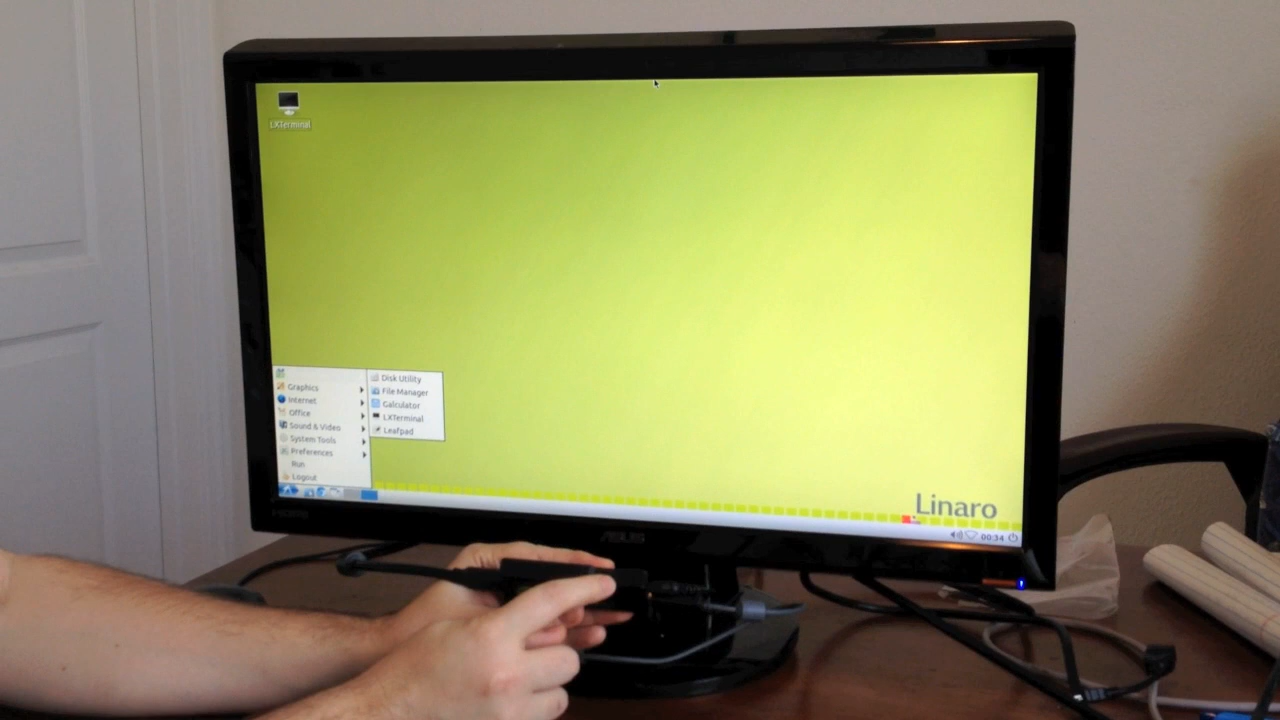 LXTerminal
Graphics
Internet
Office
Sound & Video
System Tools
Preferences
Run
Logout
Disk Utility
File Manager
Galculator
LXTerminal
Leafpad
Linaro
00:34
HDMI
ASUS